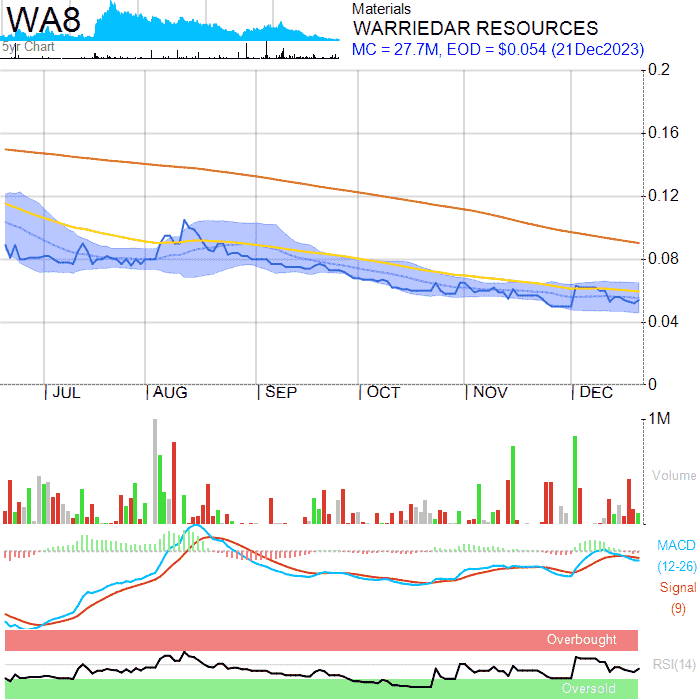 WA8
5yr Chart
Materials
WARRIEDAR RESOURCES
MC = 27.7M, EOD = $0.054 (21Dec2023)
0.2
0.16
0.12
0.08
0.04
0
JUL AUG SEP OCT NOV DEC
1M
Volume
MACD
(12-26)
Signal
(9)
Overbought
RSI(14)
Oversold